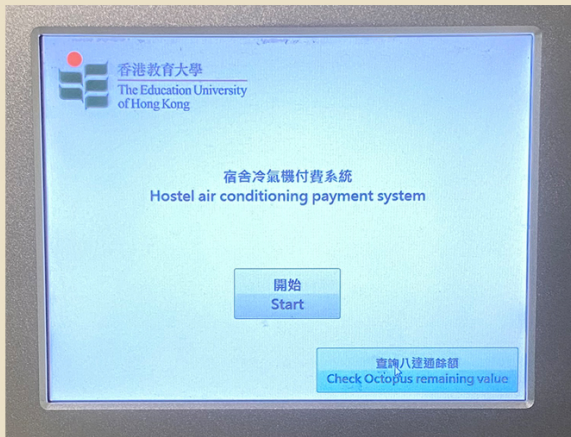 香港教育大學
The Education University
of Hong Kong
宿舍冷氣機付費系統
Hostel air conditioning payment system
開始
Start
查詢八達通餘額
Check Octopus remaining value